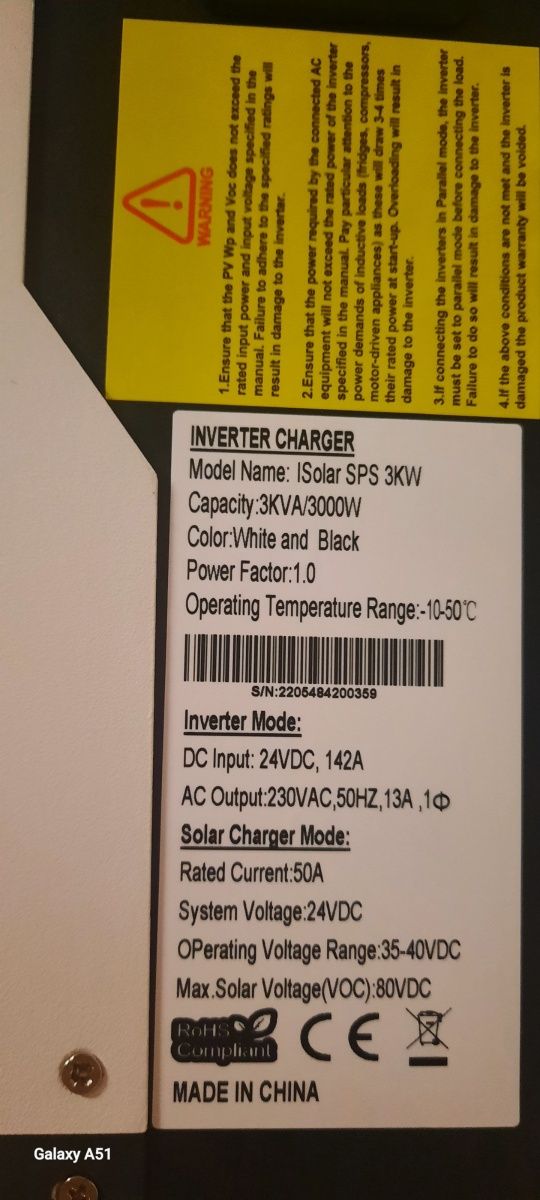 WARNING
1.Ensure that the PV Wp and Voc does not exceed the
rated input power and input voltage specified in the
manual. Failure to adhere to the specified ratings will
result in damage to the inverter.
2.Ensure that the power required by the connected AC
equipment will not exceed the rated power of the inverter
specified in the manual. Pay particular attention to the
power demands of inductive loads (fridges, compressors,
motor-driven appliances) as these will draw 3-4 times
their rated power at start-up. Overloading will result in
damage to the inverter.
3.If connecting the inverters in Parallel mode, the inverter
must be set to parallel mode before connecting the load.
Failure to do so will result in damage to the inverter.
4.If the above conditions are not met and the inverter is
damaged the product warranty will be voided.
INVERTER CHARGER
Model Name: ISolar SPS 3KW
Capacity:3KVA/3000W
Color:White and Black
Power Factor:1.0
Operating Temperature Range:-10-50℃
S/N:2205484200359
Inverter Mode:
DC Input: 24VDC, 142A
AC Output:230VAC,50HZ,13A ,1Φ
Solar Charger Mode:
Rated Current:50A
System Voltage:24VDC
OPerating Voltage Range:35-40VDC
Max.Solar Voltage(VOC):80VDC
RoHS
Compliant
CE
MADE IN CHINA
Galaxy A51